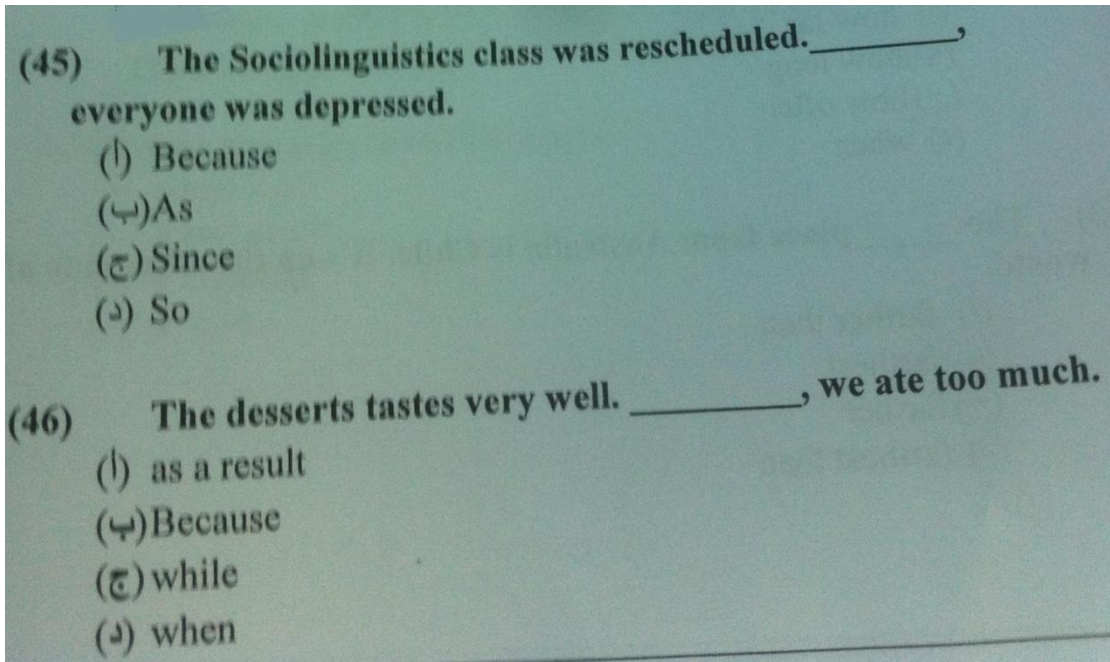 (45) The Sociolinguistics class was rescheduled.________,
everyone was depressed.
(أ) Because
(ب) As
(ج) Since
(د) So
(46) The desserts tastes very well. ________, we ate too much.
(أ) as a result
(ب) Because
(ج) while
(د) when